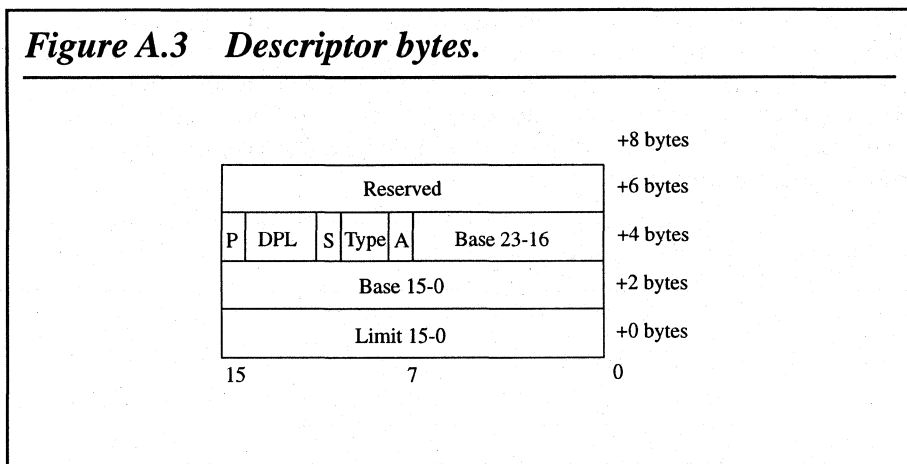 Figure A.3 Descriptor bytes.
+8 bytes
Reserved +6 bytes
P DPL S Type A Base 23-16 +4 bytes
Base 15-0 +2 bytes
Limit 15-0 +0 bytes
15 7 0